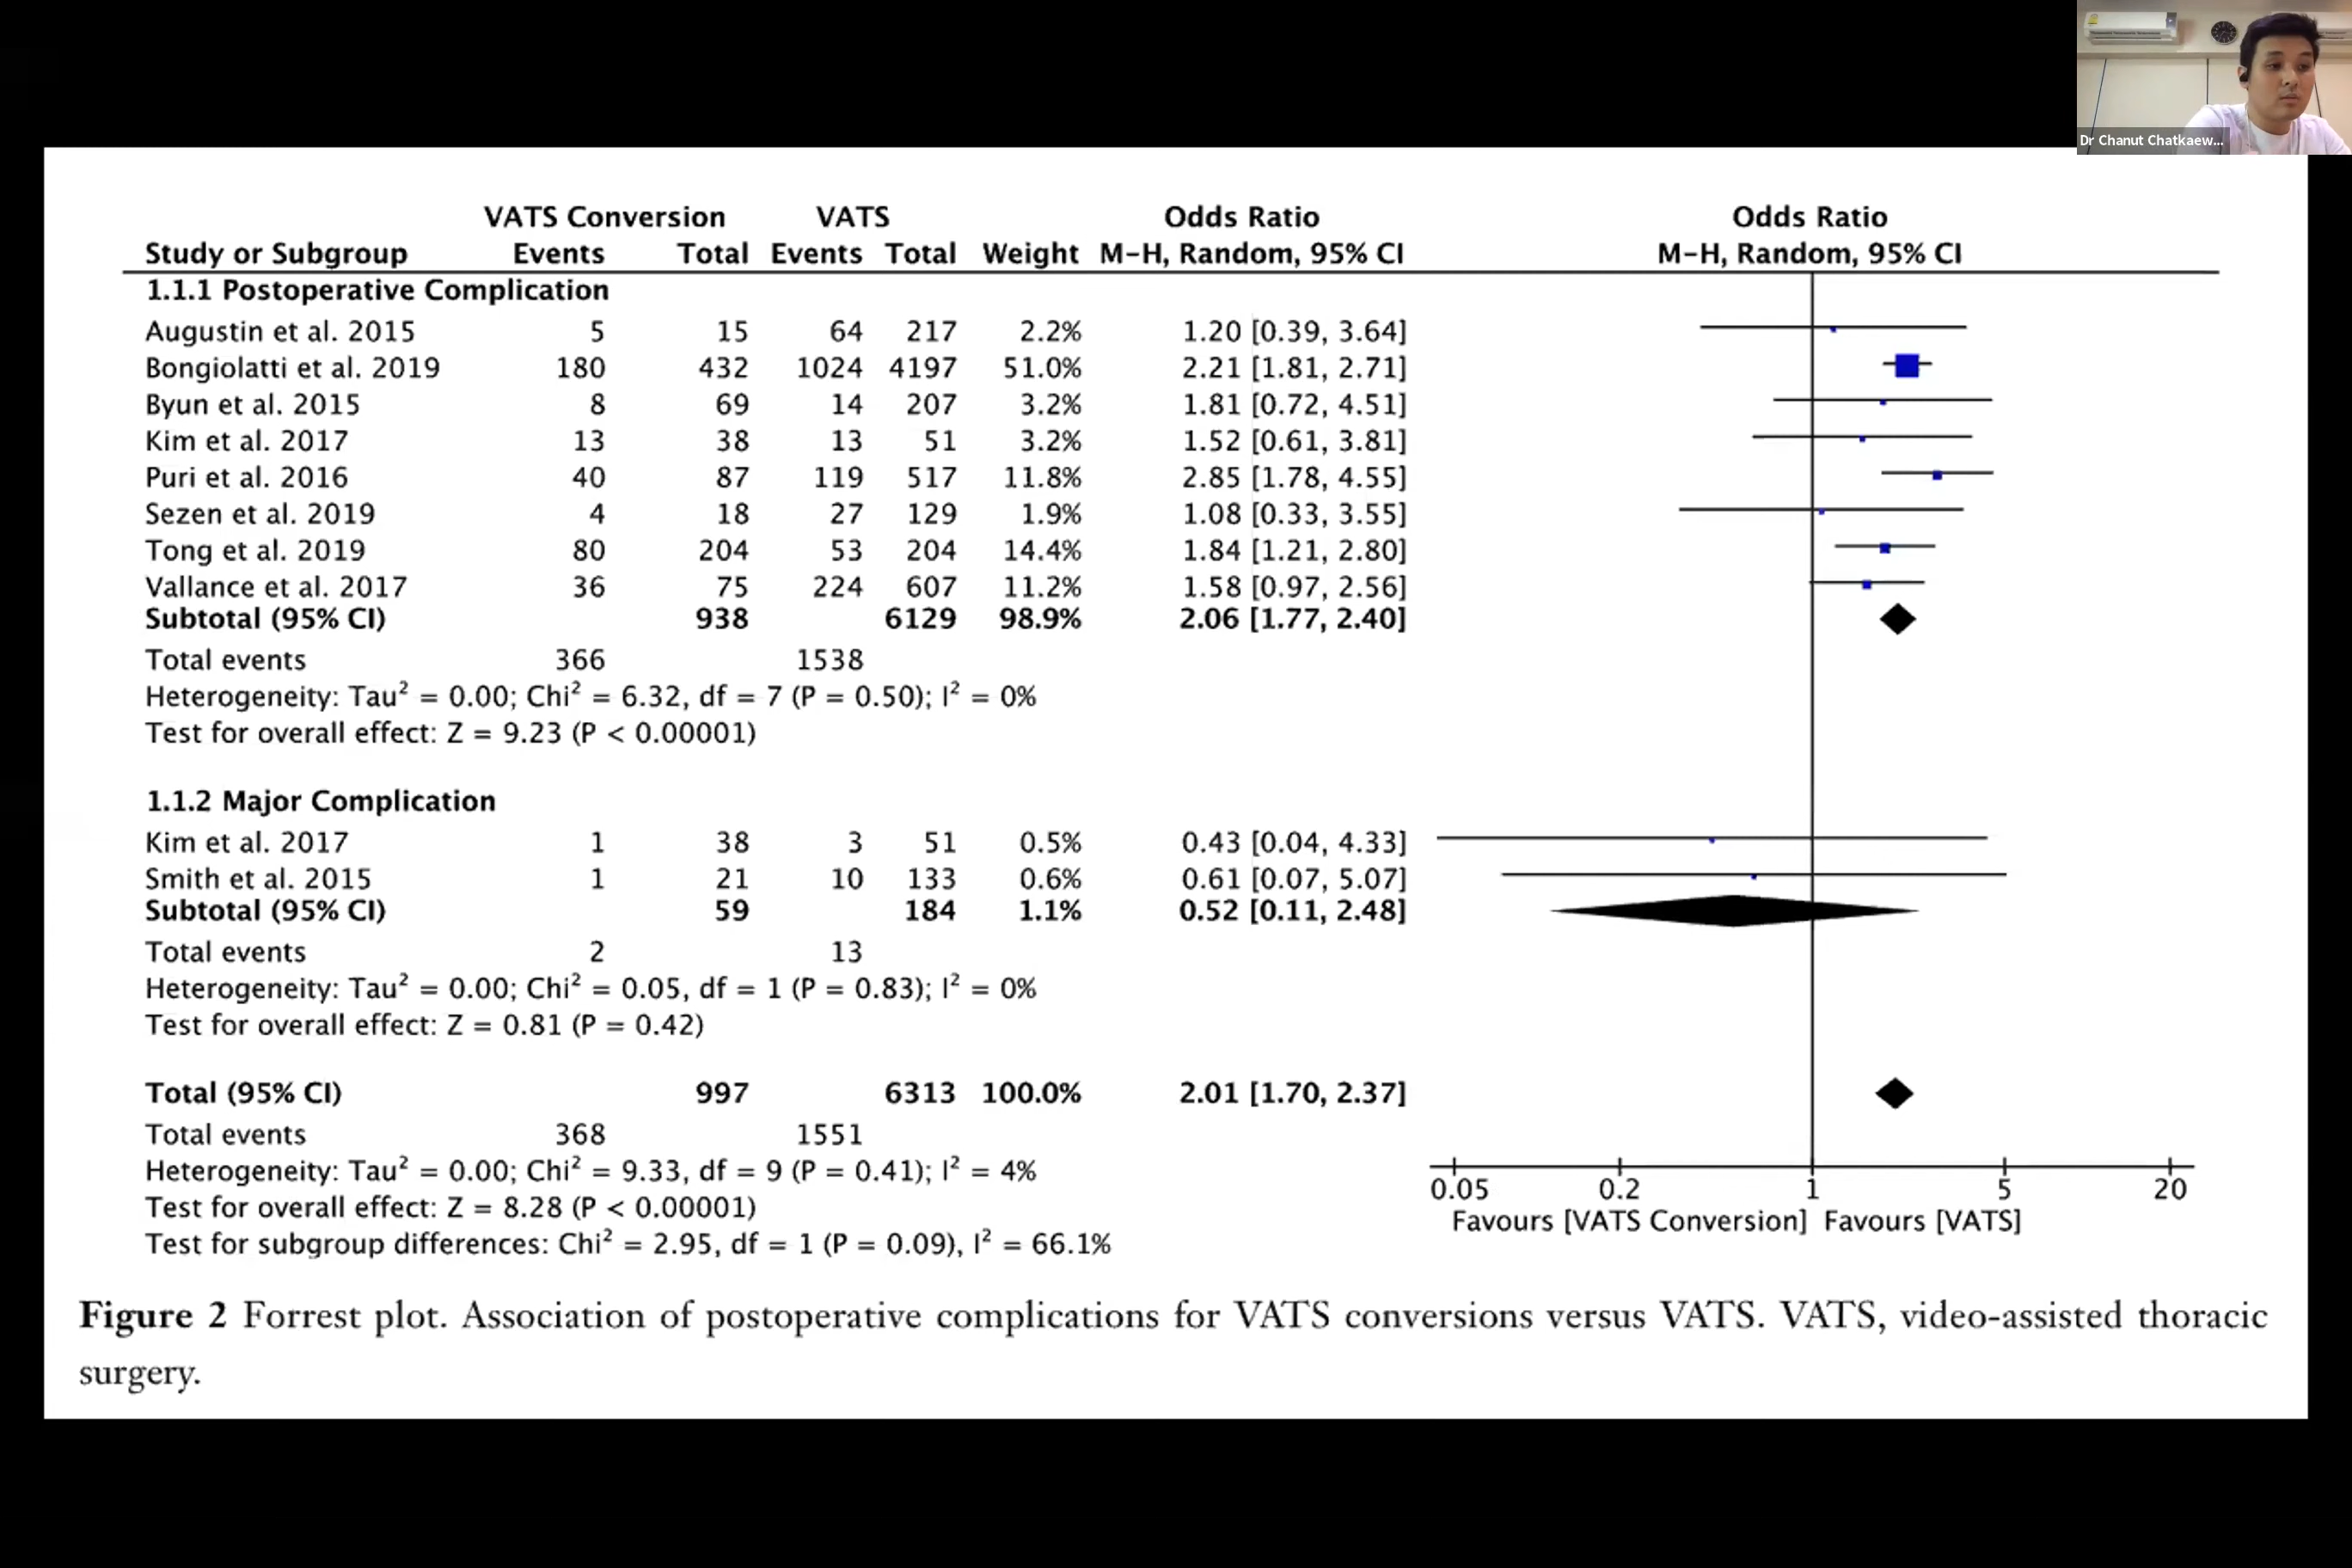 Dr Chanut Chatkaew...
VATS Conversion VATS Odds Ratio Odds Ratio
Study or Subgroup Events Total Events Total Weight M-H, Random, 95% CI M-H, Random, 95% CI
1.1.1 Postoperative Complication
Augustin et al. 2015 5 15 64 217 2.2% 1.20 [0.39, 3.64]
Bongiolatti et al. 2019 180 432 1024 4197 51.0% 2.21 [1.81, 2.71]
Byun et al. 2015 8 69 14 207 3.2% 1.81 [0.72, 4.51]
Kim et al. 2017 13 38 13 51 3.2% 1.52 [0.61, 3.81]
Puri et al. 2016 40 87 119 517 11.8% 2.85 [1.78, 4.55]
Sezen et al. 2019 4 18 27 129 1.9% 1.08 [0.33, 3.55]
Tong et al. 2019 80 204 53 204 14.4% 1.84 [1.21, 2.80]
Vallance et al. 2017 36 75 224 607 11.2% 1.58 [0.97, 2.56]
Subtotal (95% CI) 938 6129 98.9% 2.06 [1.77, 2.40]
Total events 366 1538
Heterogeneity: Tau² = 0.00; Chi² = 6.32, df = 7 (P = 0.50); I² = 0%
Test for overall effect: Z = 9.23 (P < 0.00001)
1.1.2 Major Complication
Kim et al. 2017 1 38 3 51 0.5% 0.43 [0.04, 4.33]
Smith et al. 2015 1 21 10 133 0.6% 0.61 [0.07, 5.07]
Subtotal (95% CI) 59 184 1.1% 0.52 [0.11, 2.48]
Total events 2 13
Heterogeneity: Tau² = 0.00; Chi² = 0.05, df = 1 (P = 0.83); I² = 0%
Test for overall effect: Z = 0.81 (P = 0.42)
Total (95% CI) 997 6313 100.0% 2.01 [1.70, 2.37]
Total events 368 1551
Heterogeneity: Tau² = 0.00; Chi² = 9.33, df = 9 (P = 0.41); I² = 4%
Test for overall effect: Z = 8.28 (P < 0.00001)
Test for subgroup differences: Chi² = 2.95, df = 1 (P = 0.09), I² = 66.1%
0.05 0.2 1 5 20
Favours [VATS Conversion] Favours [VATS]
Figure 2 Forrest plot. Association of postoperative complications for VATS conversions versus VATS. VATS, video-assisted thoracic
surgery.